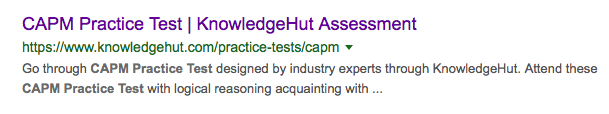 CAPM Practice Test | KnowledgeHut Assessment
https://www.knowledgehut.com/practice-tests/capm
Go through CAPM Practice Test designed by industry experts through KnowledgeHut. Attend these
CAPM Practice Test with logical reasoning acquainting with ...